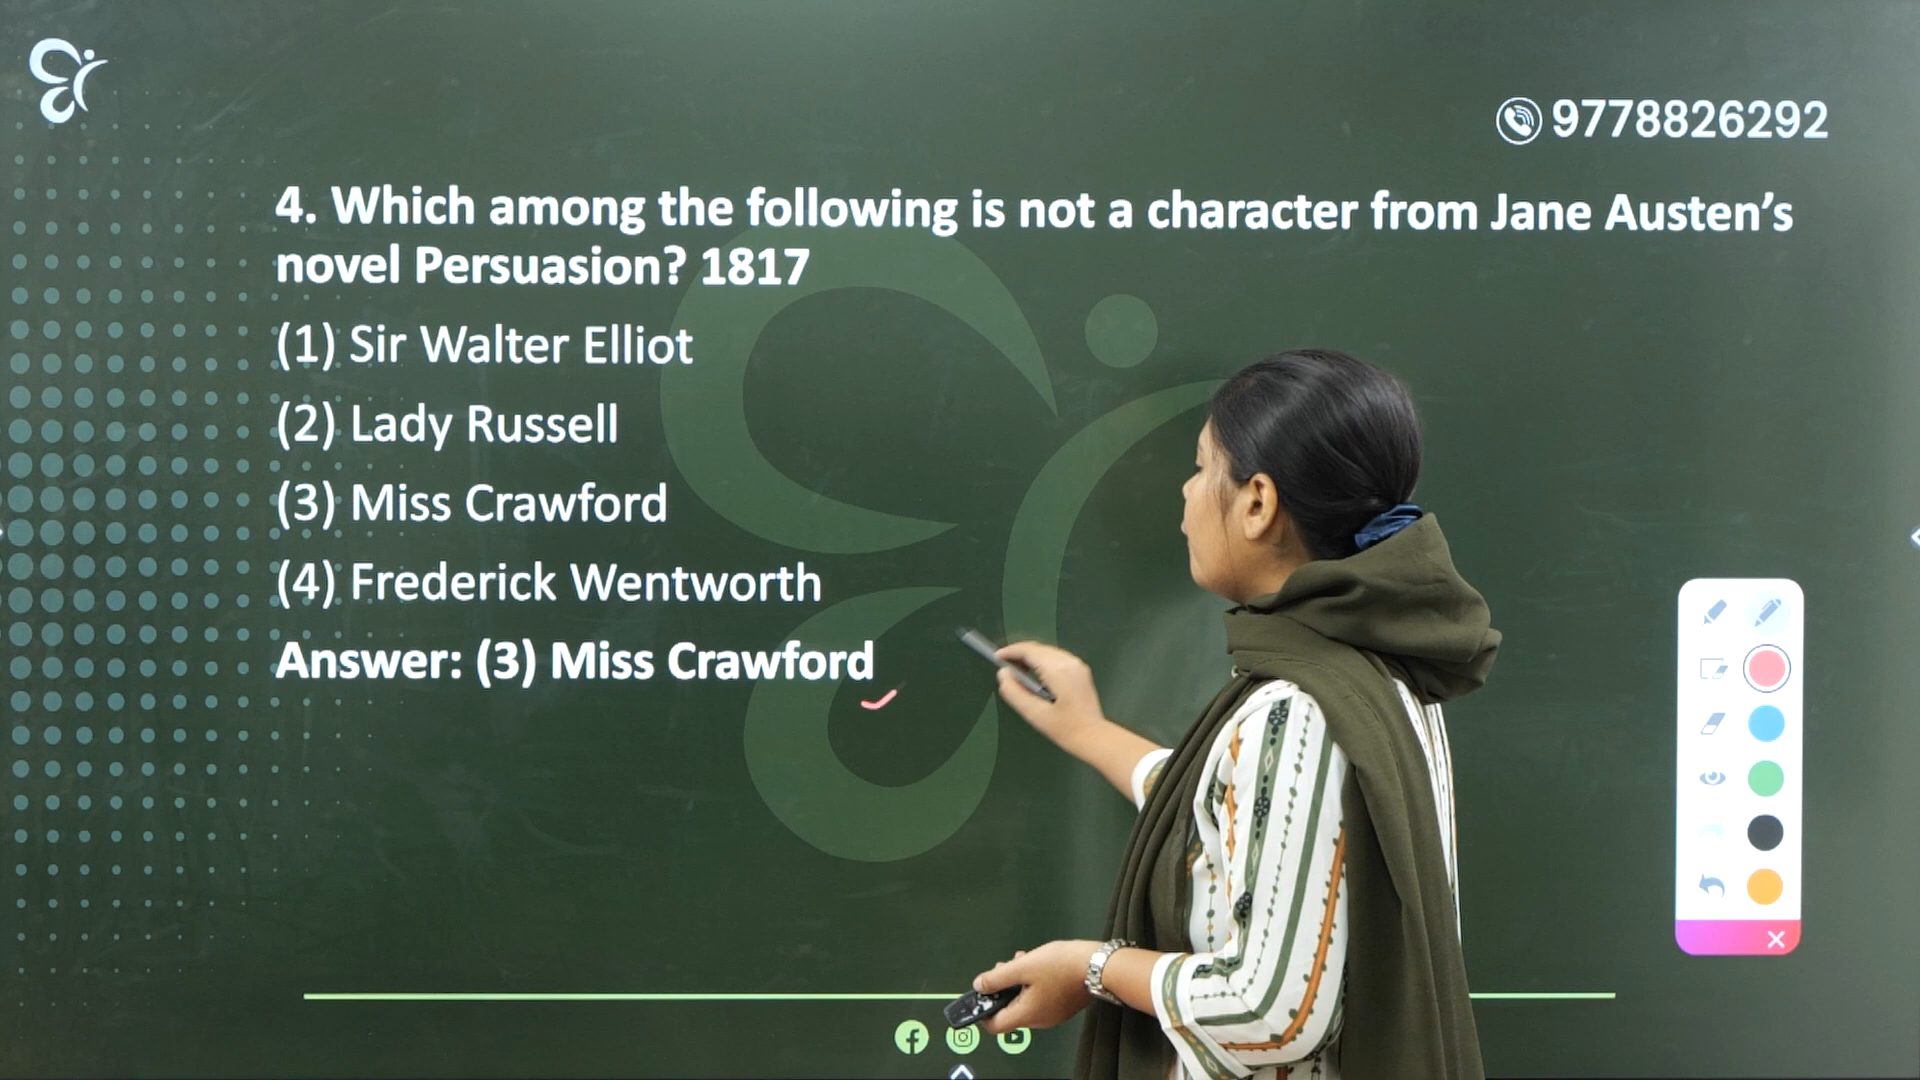 9778826292
4. Which among the following is not a character from Jane Austen’s
novel Persuasion? 1817
(1) Sir Walter Elliot
(2) Lady Russell
(3) Miss Crawford
(4) Frederick Wentworth
Answer: (3) Miss Crawford